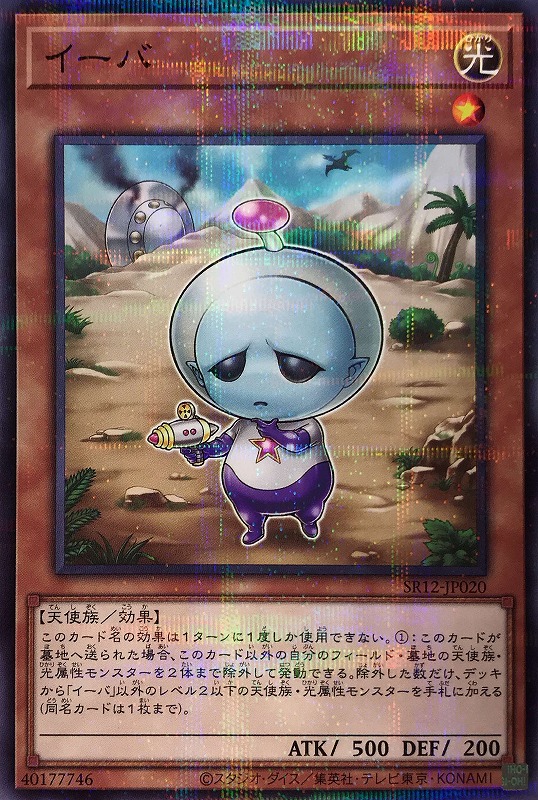 イーバ
光
SR12-JP020
【天使族／効果】
このカード名の効果は１ターンに１度しか使用できない。①：このカードが
墓地へ送られた場合、このカード以外の自分のフィールド・墓地の天使族・
光属性モンスターを２体まで除外して発動できる。除外した数だけ、デッキ
から「イーバ」以外のレベル２以下の天使族・光属性モンスターを手札に加える
（同名カードは１枚まで）。
ATK/ 500 DEF/ 200
40177746 ©スタジオ・ダイス／集英社・テレビ東京・KONAMI